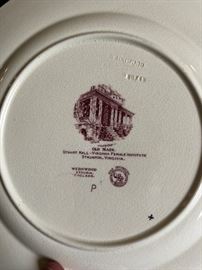 OLD MAIN,
STUART HALL - VIRGINIA FEMALE INSTITUTE
STAUNTON, VIRGINIA.
WEDGWOOD
ETRURIA
ENGLAND.
P